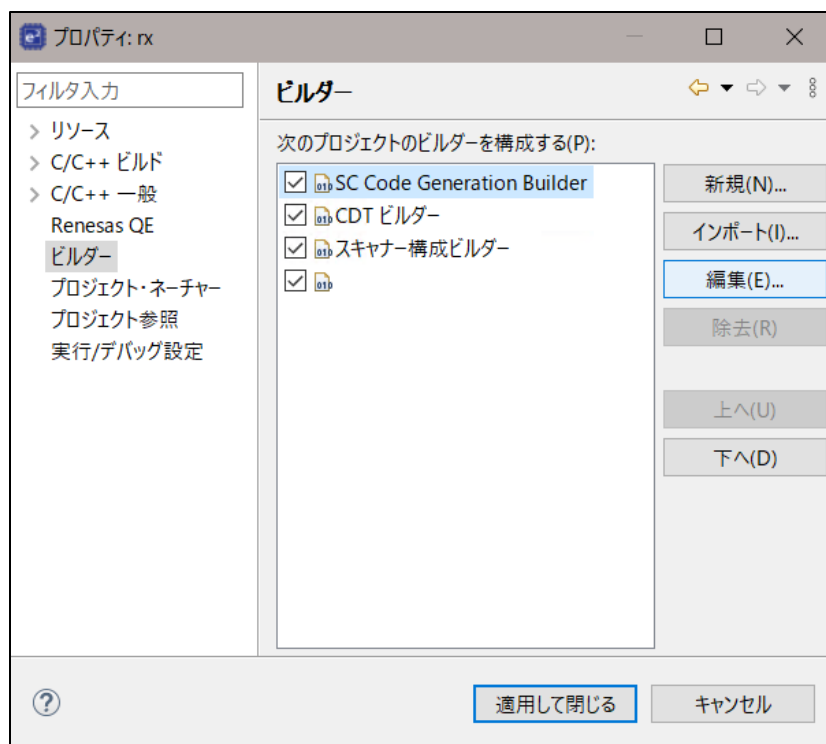 プロパティ: rx
フィルタ入力
リソース
C/C++ ビルド
C/C++ 一般
Renesas QE
ビルダー
プロジェクト・ネーチャー
プロジェクト参照
実行/デバッグ設定
ビルダー
次のプロジェクトのビルダーを構成する(P):
SC Code Generation Builder
CDT ビルダー
スキャナー構成ビルダー
新規(N)...
インポート(I)...
編集(E)...
除去(R)
上へ(U)
下へ(D)
適用して閉じる
キャンセル